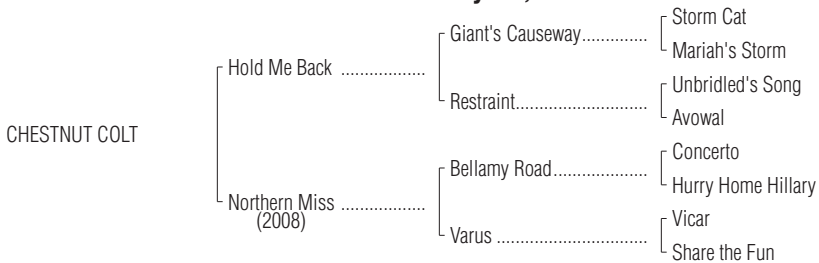 Storm Cat
Giant's Causeway..............
Mariah's Storm
Hold Me Back ...................
Unbridled's Song
Restraint............................
Avowal
CHESTNUT COLT
Concerto
Bellamy Road....................
Hurry Home Hillary
Northern Miss ...................
(2008)
Vicar
Varus ................................
Share the Fun